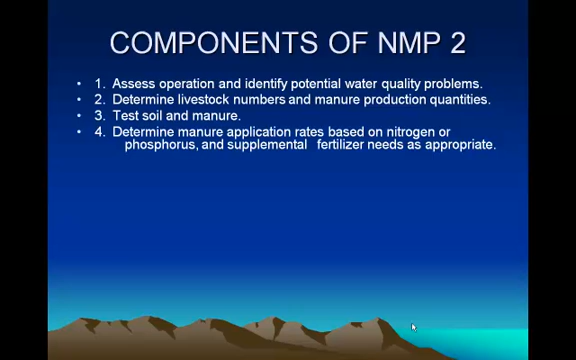 COMPONENTS OF NMP 2
• 1. Assess operation and identify potential water quality problems.
• 2. Determine livestock numbers and manure production quantities.
• 3. Test soil and manure.
• 4. Determine manure application rates based on nitrogen or
phosphorus, and supplemental fertilizer needs as appropriate.